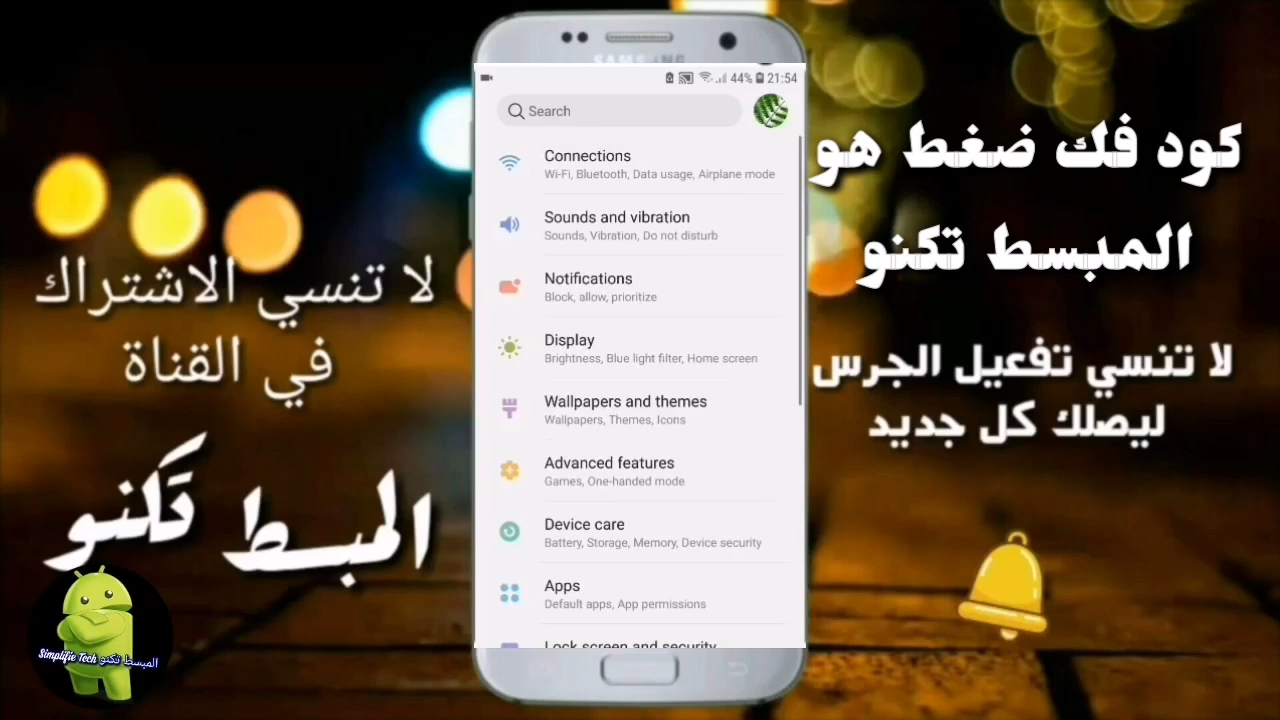 SAMSUNG
44% 21:54
Search
Connections
Wi-Fi, Bluetooth, Data usage, Airplane mode
Sounds and vibration
Sounds, Vibration, Do not disturb
Notifications
Block, allow, prioritize
Display
Brightness, Blue light filter, Home screen
Wallpapers and themes
Wallpapers, Themes, Icons
Advanced features
Games, One-handed mode
Device care
Battery, Storage, Memory, Device security
Apps
Default apps, App permissions
Lock screen and security
كود فك ضغط هو
المبسط تكنو
لا تنسي تفعيل الجرس
ليصلك كل جديد
لا تنسي الاشتراك
في القناة
المبسط تَكنو
Simplifie Tech المبسط تكنو